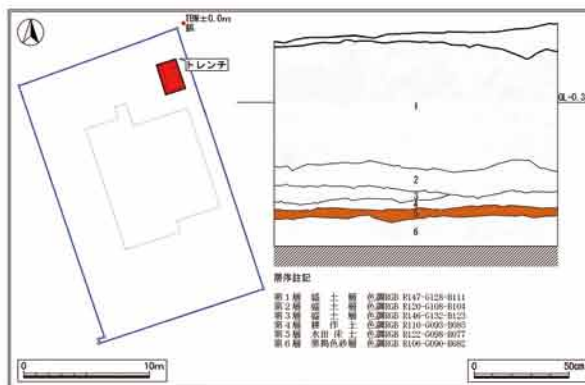 TBM±0.0m
トレンチ
GL-0.3
1
2
3
4
5
6
層序註記
第1層 盛土層 色調RGB R147-G128-B111
第2層 盛土層 色調RGB R120-G108-B104
第3層 盛土層 色調RGB R146-G132-B123
第4層 耕作土 色調RGB R110-G093-B080
第5層 水田床土 色調RGB R122-G098-B077
第6層 黒褐色砂層 色調RGB R106-G090-B082
0 10m
0 50cm